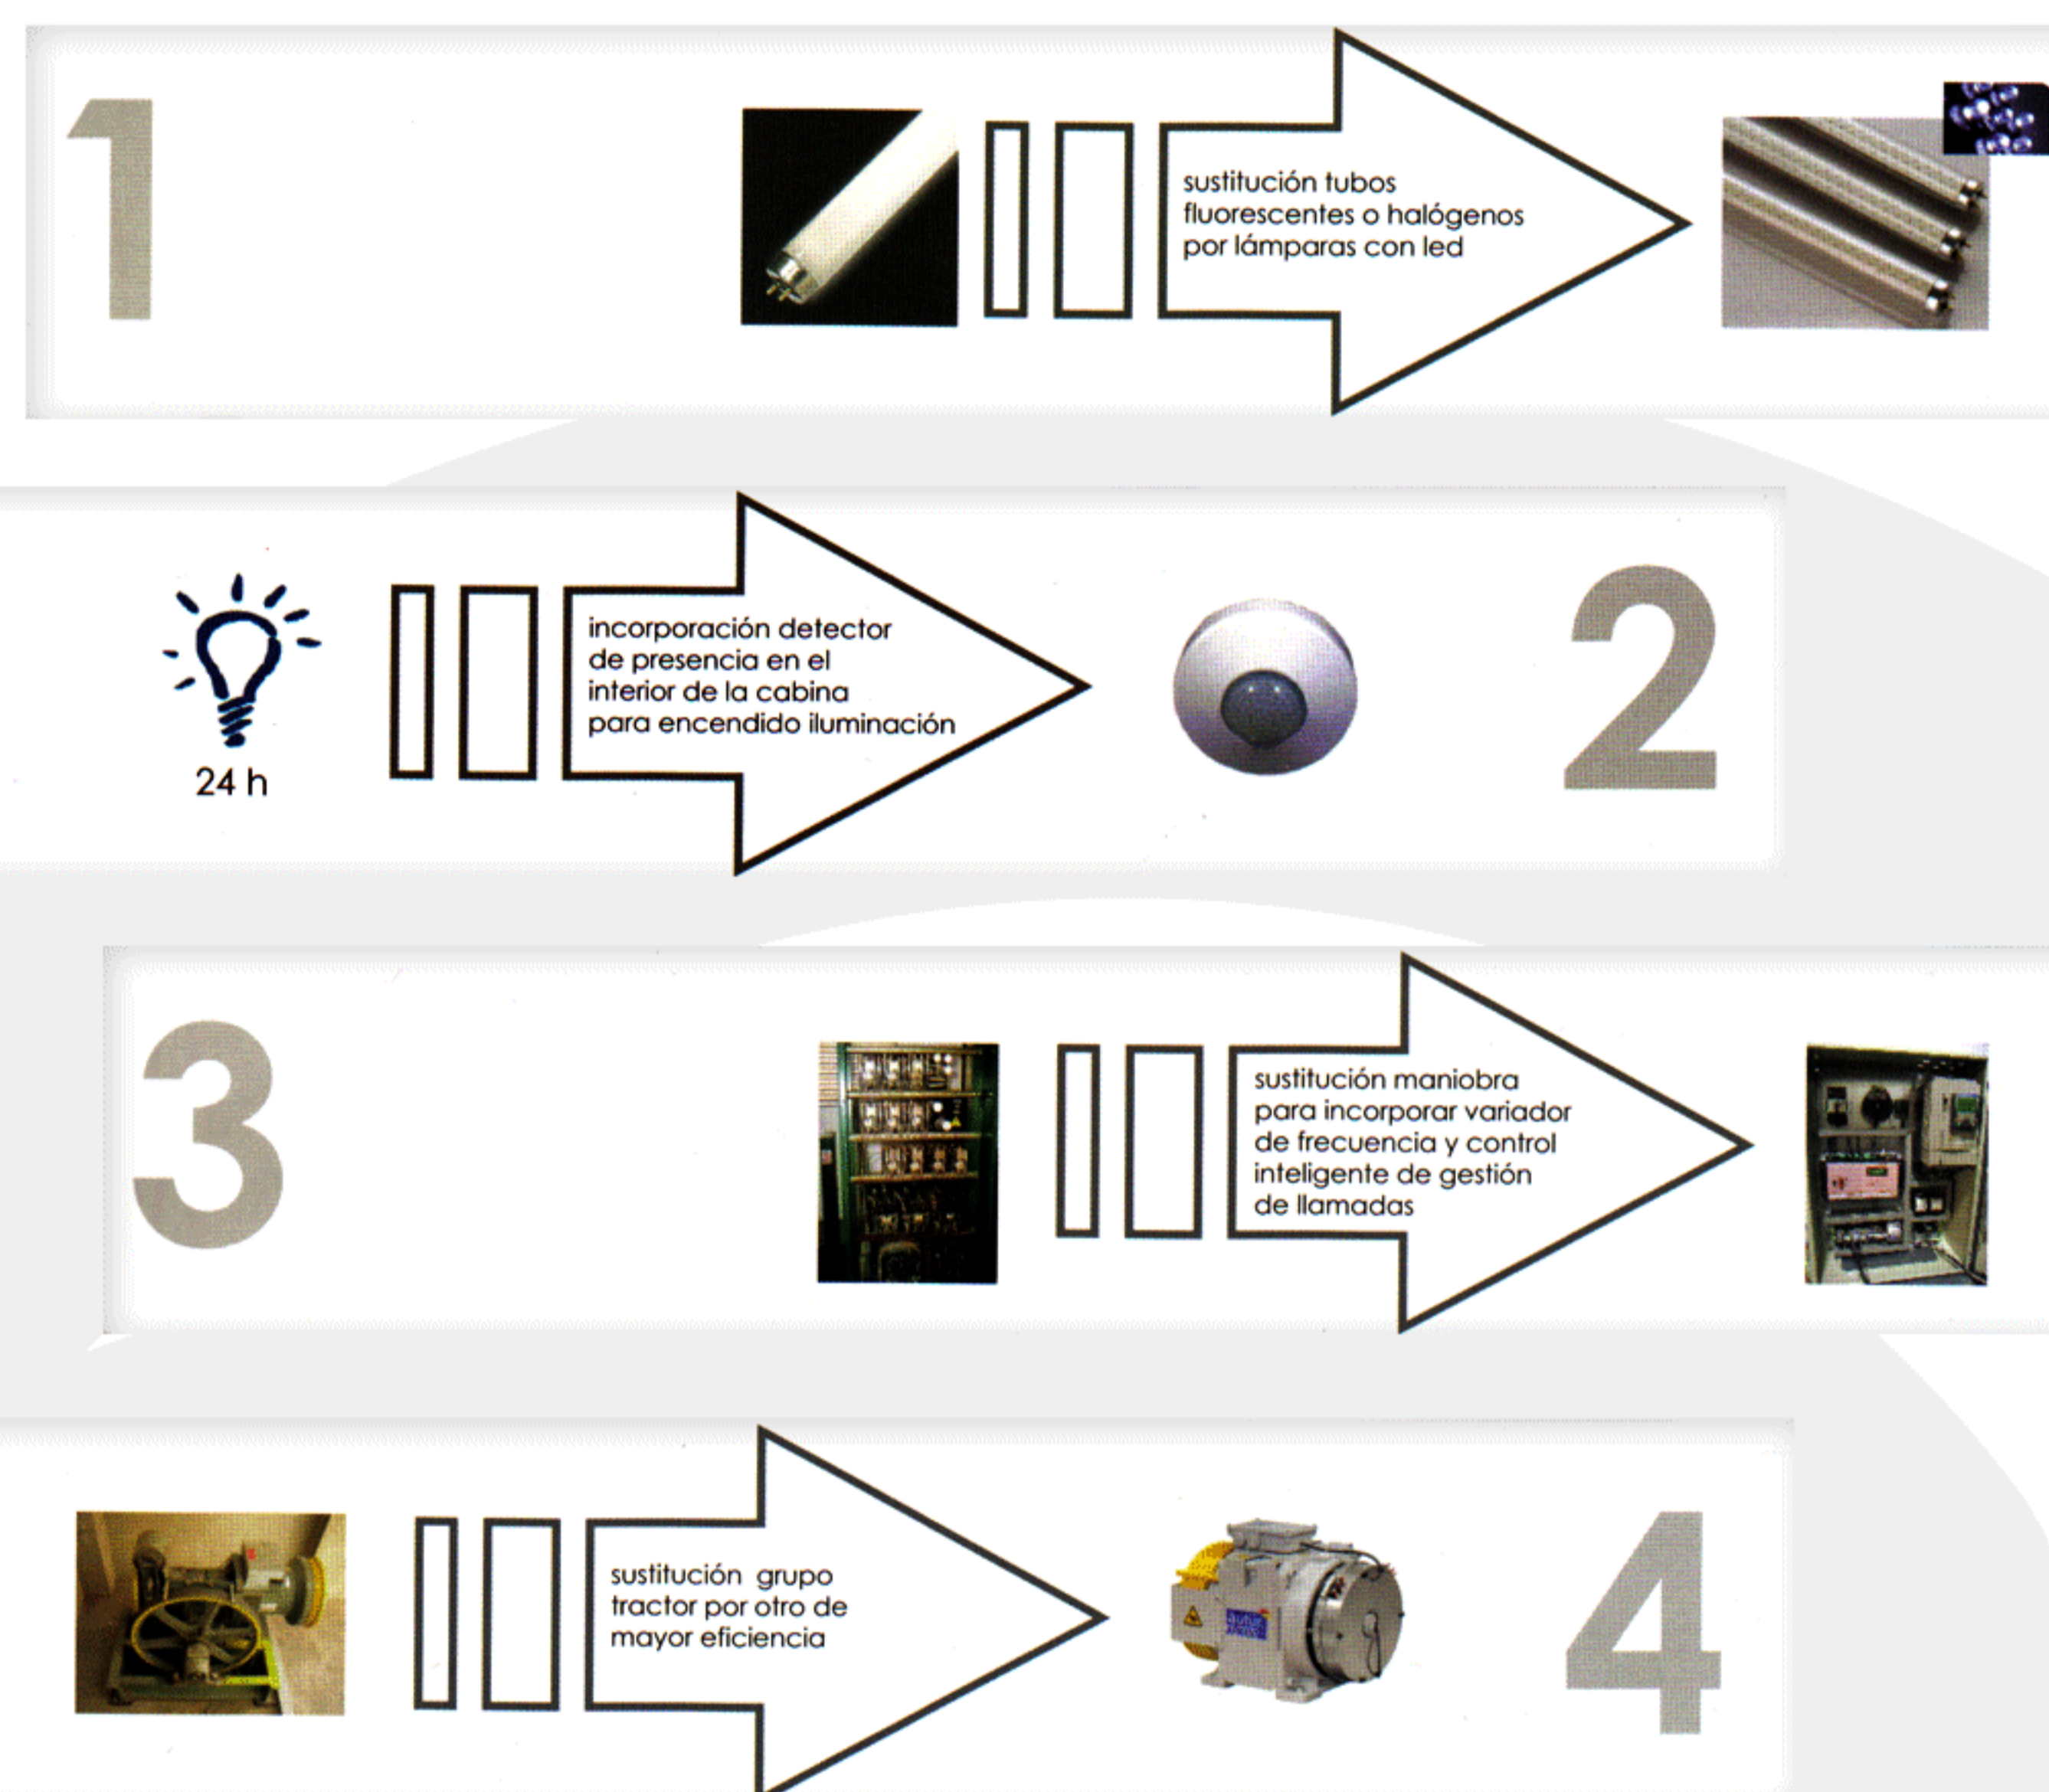 1
sustitución tubos
fluorescentes o halógenos
por lámparas con led
24 h
incorporación detector
de presencia en el
interior de la cabina
para encendido iluminación
2
3
sustitución maniobra
para incorporar variador
de frecuencia y control
inteligente de gestión
de llamadas
sustitución grupo
tractor por otro de
mayor eficiencia
4